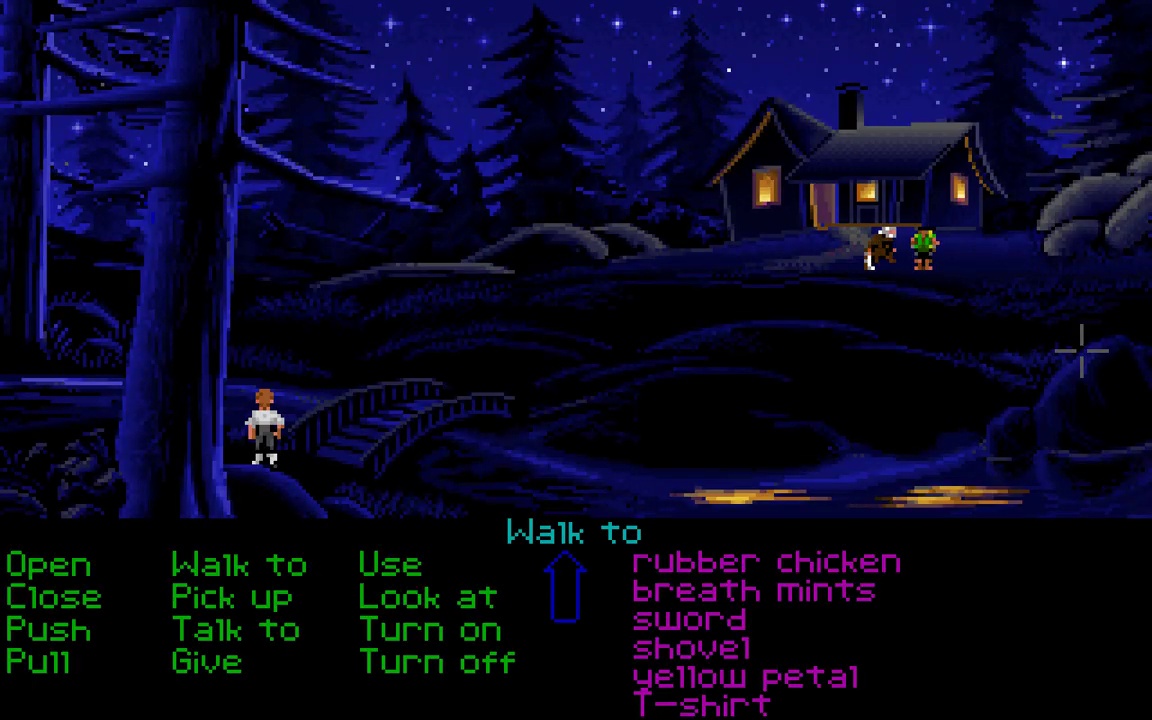 Walk to
Open Walk to Use
Close Pick up Look at
Push Talk to Turn on
Pull Give Turn off
rubber chicken
breath mints
sword
shovel
yellow petal
T-shirt